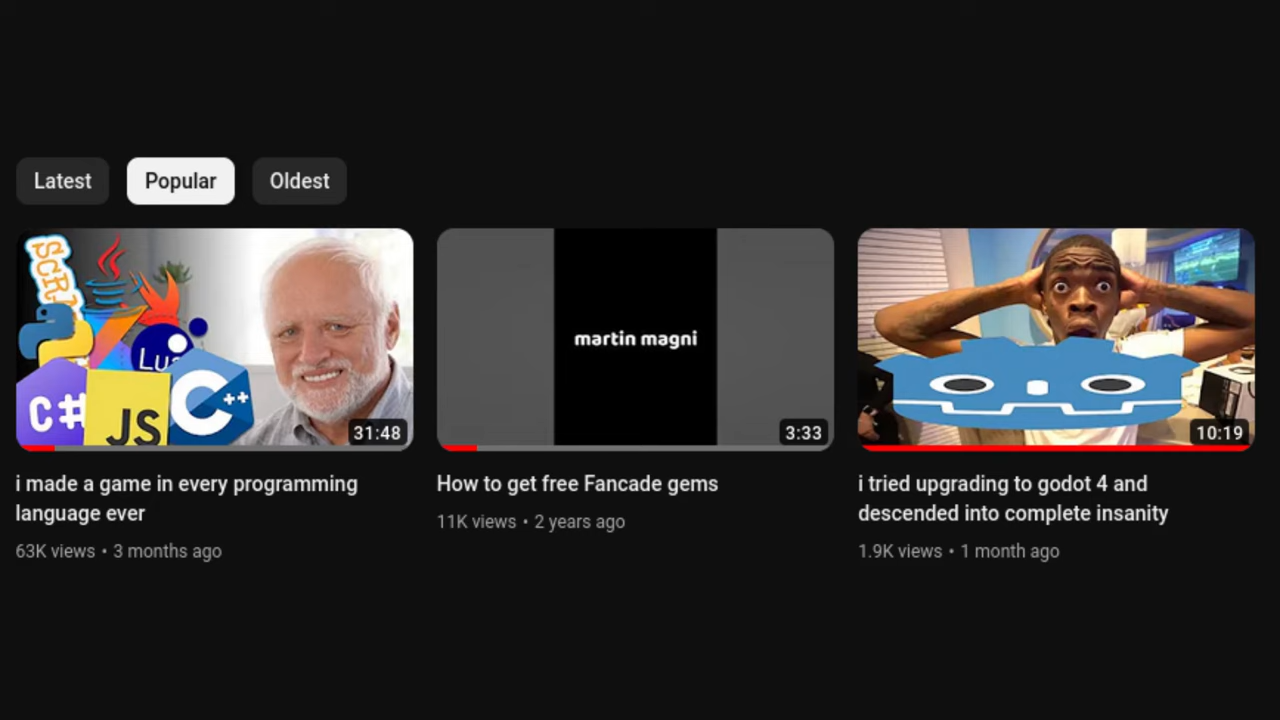 Latest
Popular
Oldest
SCR
Lu
C#
JS
C++
31:48
martin magni
3:33
10:19
i made a game in every programming
language ever
63K views • 3 months ago
How to get free Fancade gems
11K views • 2 years ago
i tried upgrading to godot 4 and
descended into complete insanity
1.9K views • 1 month ago